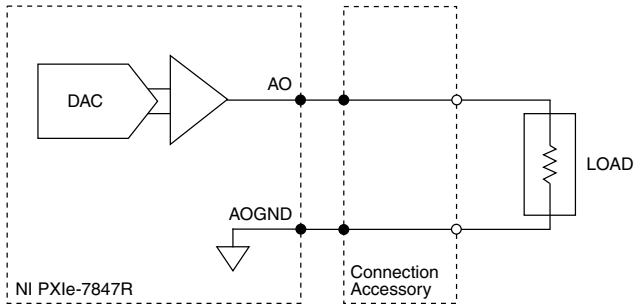 DAC
AO
LOAD
AOGND
NI PXIe-7847R
Connection
Accessory